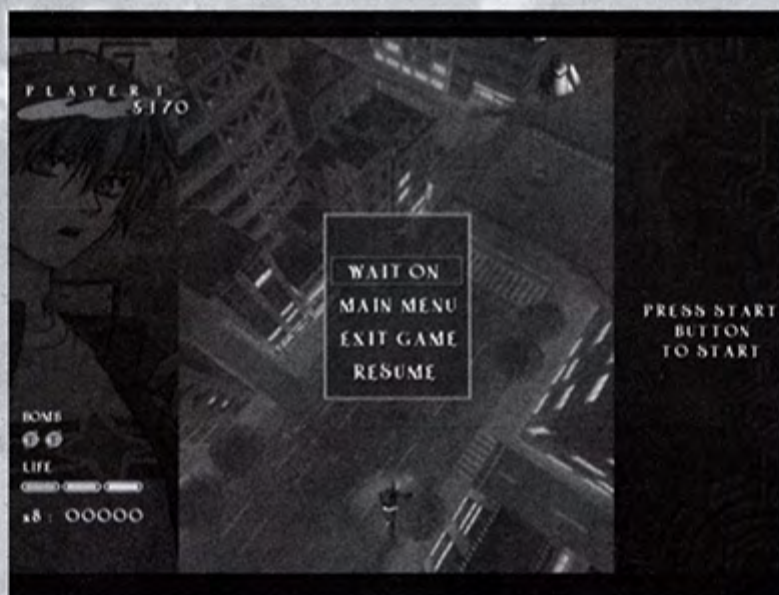 PLAYER 1
5170
WAIT ON
MAIN MENU
EXIT GAME
RESUME
PRESS START
BUTTON
TO START
BOMB
LIFE
x8 : 00000